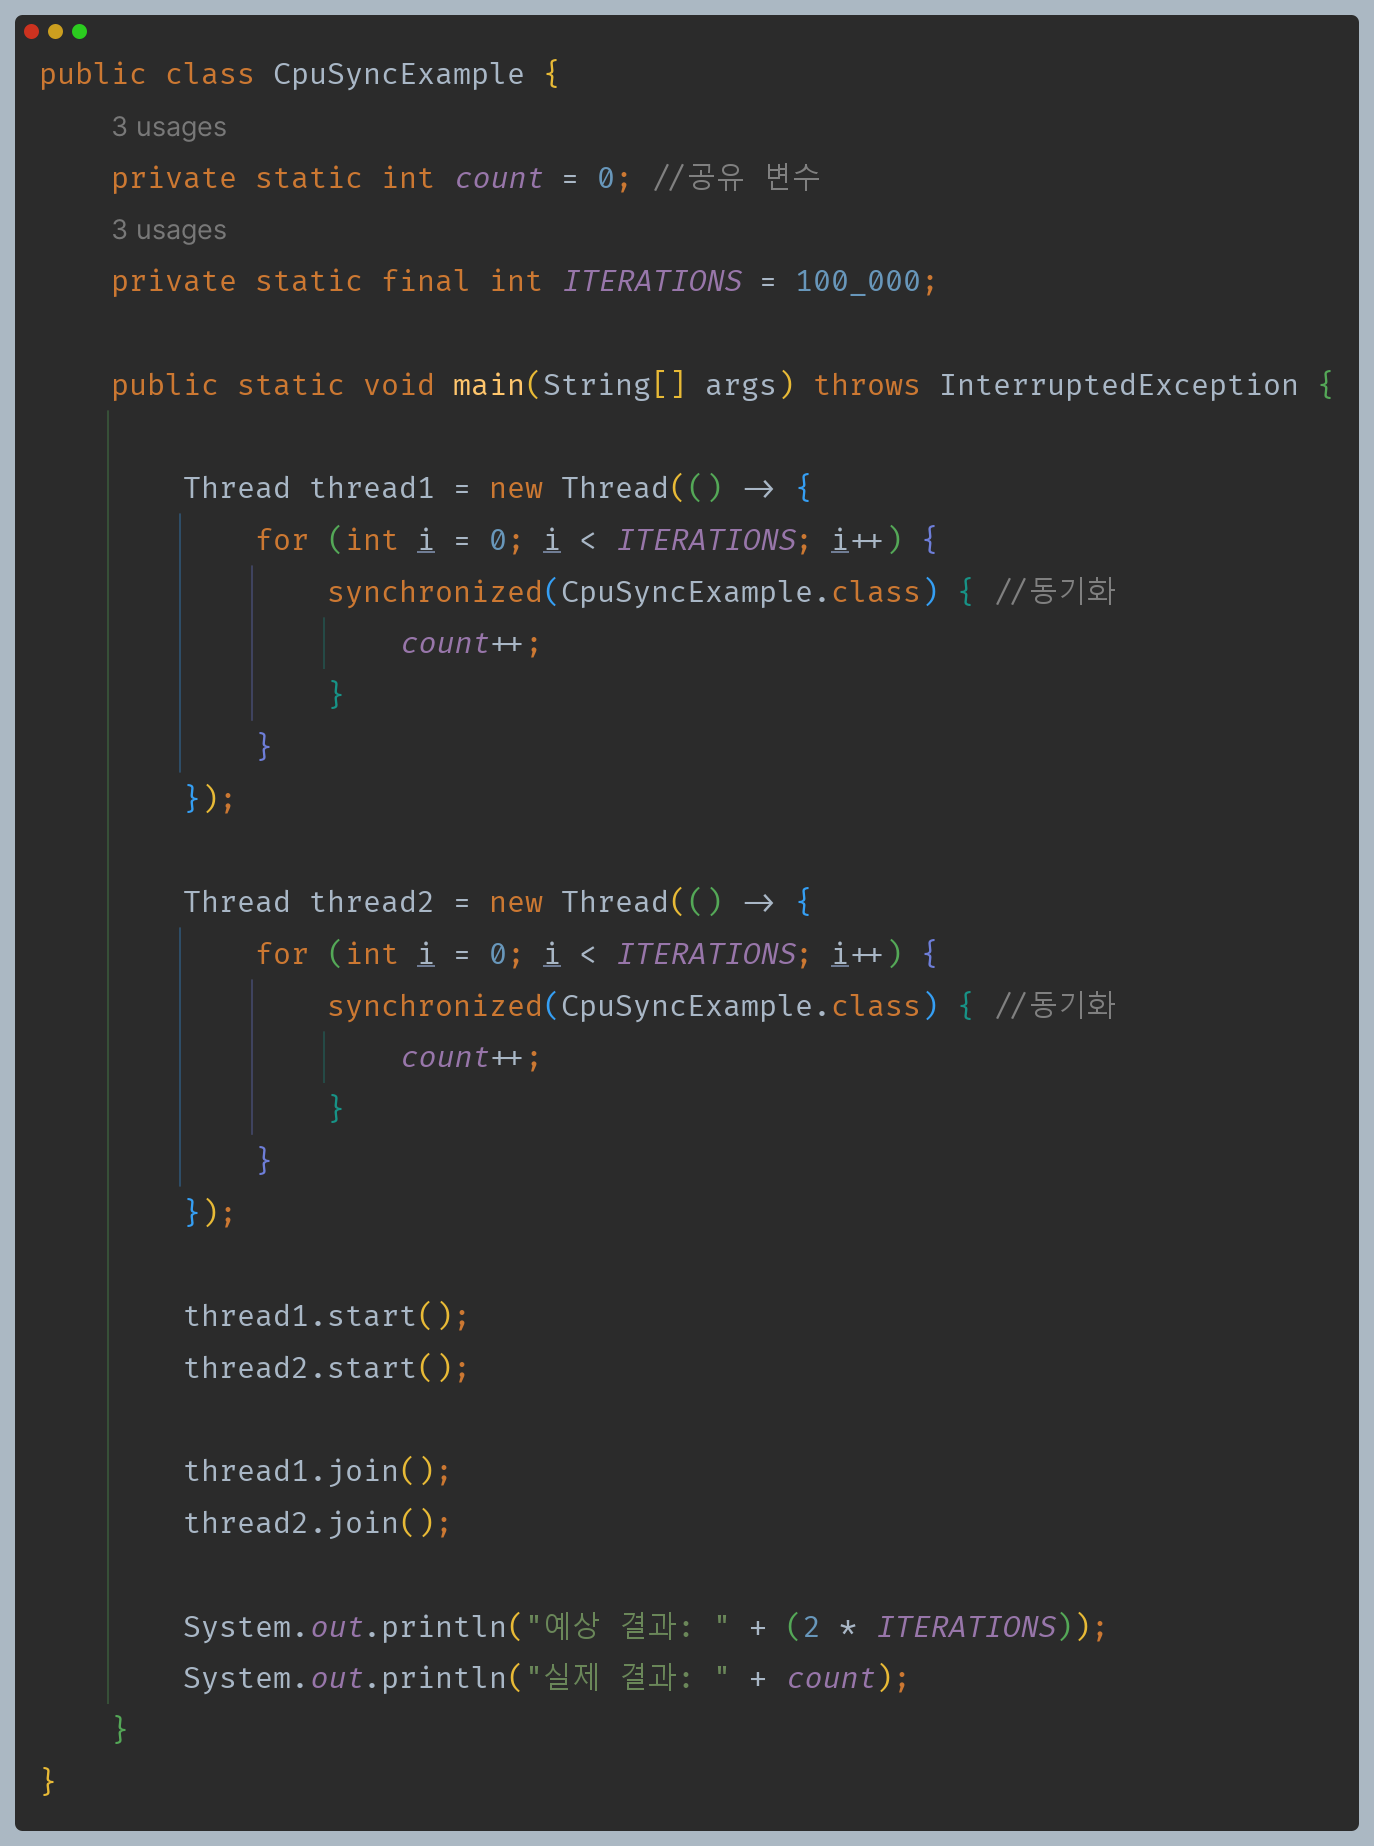 public class CpuSyncExample {
3 usages
private static int count = 0; //공유 변수
3 usages
private static final int ITERATIONS = 100_000;
public static void main(String[] args) throws InterruptedException {
Thread thread1 = new Thread(() -> {
for (int i = 0; i < ITERATIONS; i++) {
synchronized(CpuSyncExample.class) { //동기화
count++;
}
}
});
Thread thread2 = new Thread(() -> {
for (int i = 0; i < ITERATIONS; i++) {
synchronized(CpuSyncExample.class) { //동기화
count++;
}
}
});
thread1.start();
thread2.start();
thread1.join();
thread2.join();
System.out.println("예상 결과: " + (2 * ITERATIONS));
System.out.println("실제 결과: " + count);
}
}